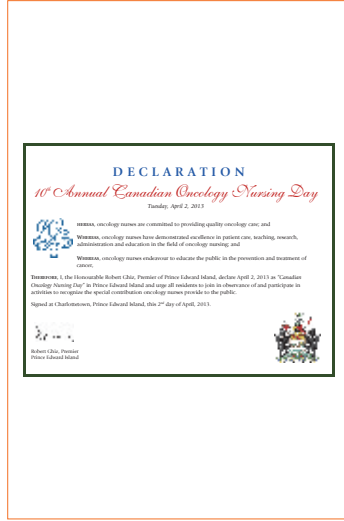 DECLARATION
10th Annual Canadian Oncology Nursing Day
Tuesday, April 2, 2013
HEREAS, oncology nurses are committed to providing quality oncology care; and
WHEREAS, oncology nurses have demonstrated excellence in patient care, teaching, research,
administration and education in the field of oncology nursing; and
WHEREAS, oncology nurses endeavour to educate the public in the prevention and treatment of
cancer,
THEREFORE, I, the Honourable Robert Ghiz, Premier of Prince Edward Island, declare April 2, 2013 as "Canadian
Oncology Nursing Day" in Prince Edward Island and urge all residents to join in observance of and participate in
activities to recognize the special contribution oncology nurses provide to the public.
Signed at Charlottetown, Prince Edward Island, this 2nd day of April, 2013.
Robert Ghiz, Premier
Prince Edward Island